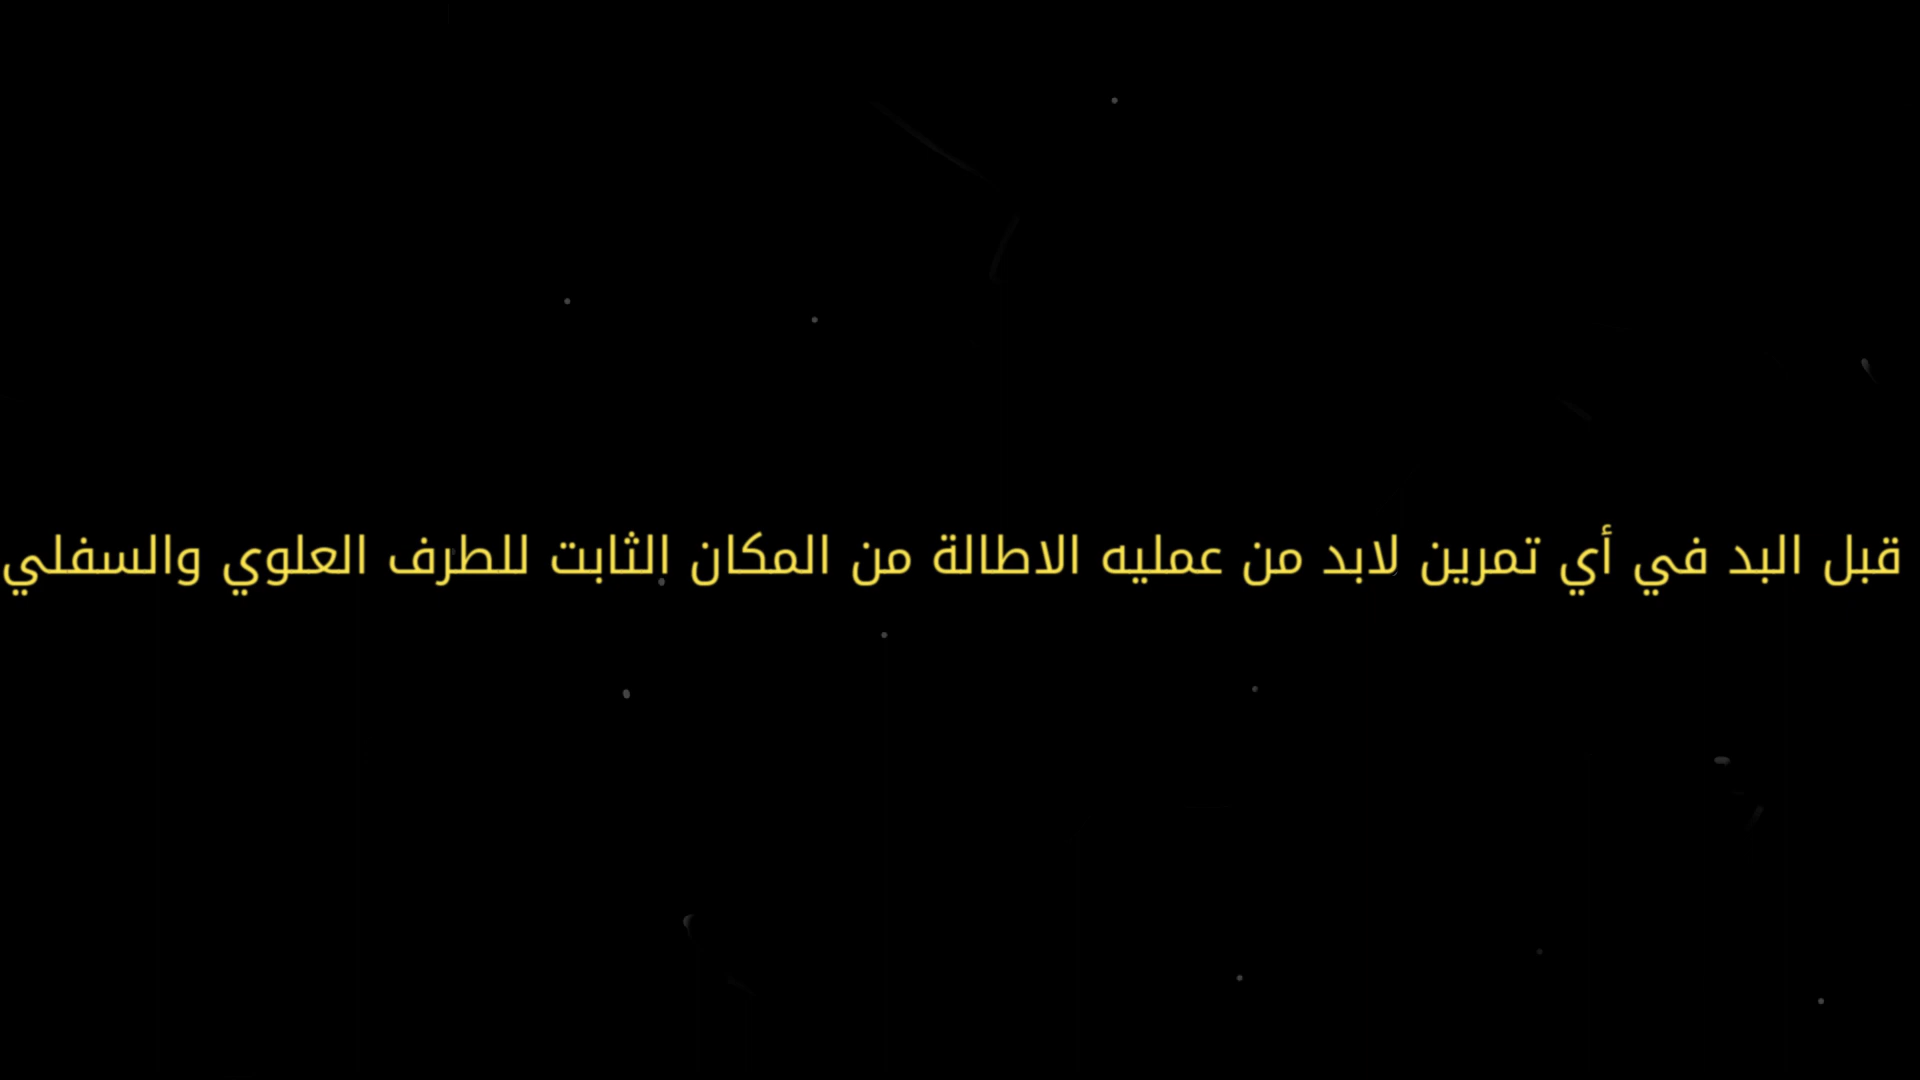 قبل البد في أي تمرين لابد من عمليه الاطالة من المكان الثابت للطرف العلوي والسفلي